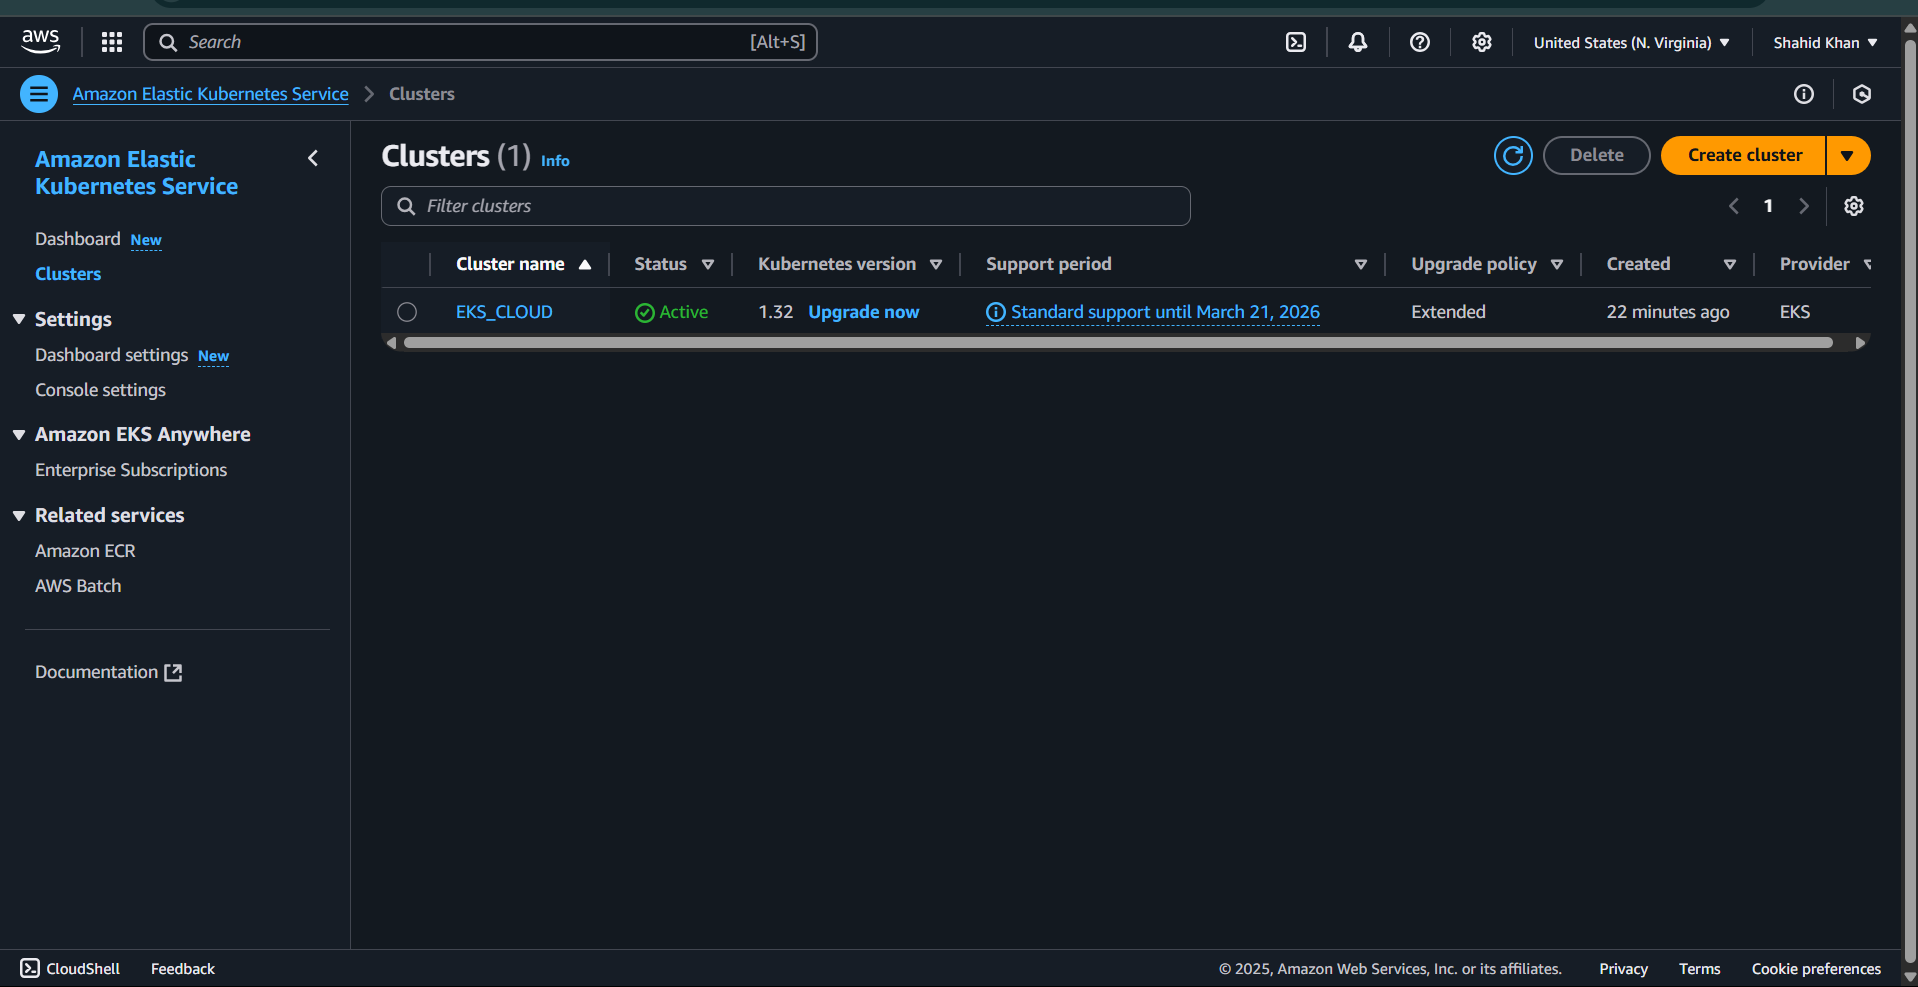 aws
Search [Alt+S]
United States (N. Virginia)
Shahid Khan
Amazon Elastic Kubernetes Service
Clusters
Amazon Elastic
Kubernetes Service
Dashboard New
Clusters
Settings
Dashboard settings New
Console settings
Amazon EKS Anywhere
Enterprise Subscriptions
Related services
Amazon ECR
AWS Batch
Documentation
Clusters (1) Info
Delete
Create cluster
Filter clusters
1
Cluster name Status Kubernetes version Support period Upgrade policy Created Provider
EKS_CLOUD Active 1.32 Upgrade now Standard support until March 21, 2026 Extended 22 minutes ago EKS
CloudShell Feedback © 2025, Amazon Web Services, Inc. or its affiliates. Privacy Terms Cookie preferences